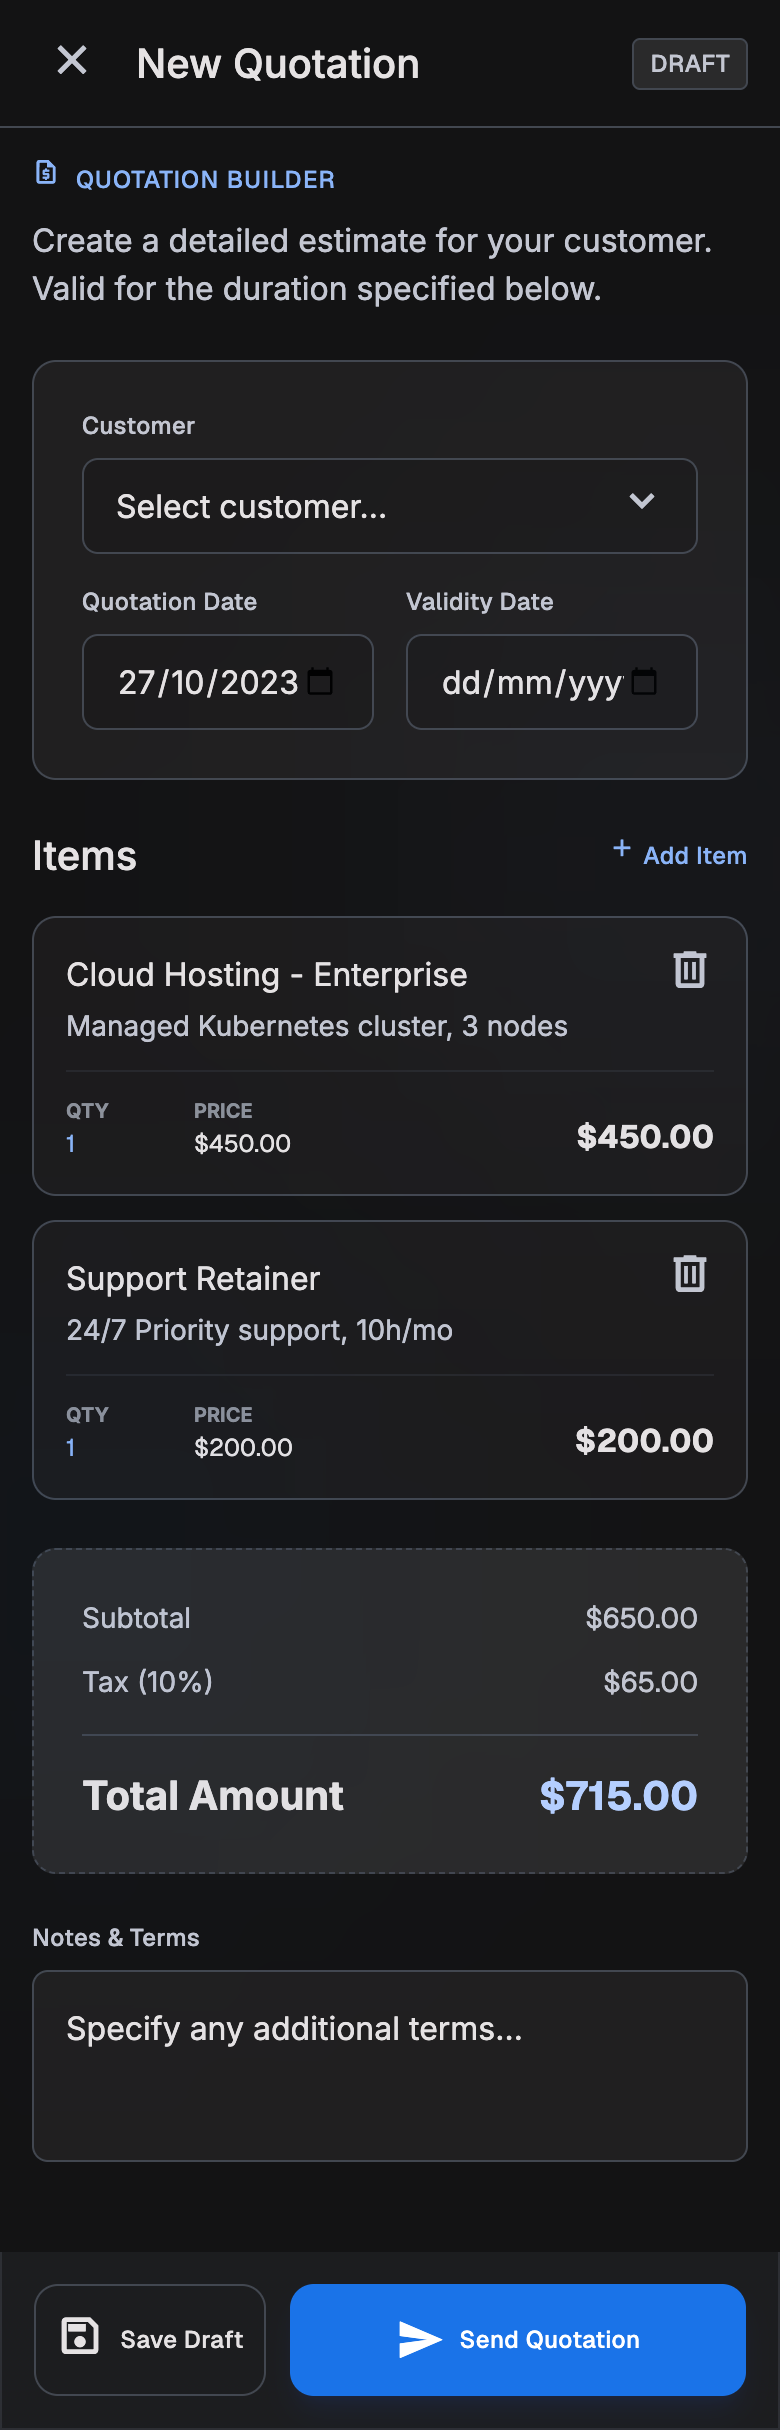 New Quotation
DRAFT
QUOTATION BUILDER
Create a detailed estimate for your customer.
Valid for the duration specified below.
Customer
Select customer...
Quotation Date
Validity Date
27/10/2023
dd/mm/yyy
Items
+ Add Item
Cloud Hosting - Enterprise
Managed Kubernetes cluster, 3 nodes
QTY
PRICE
1
$450.00
$450.00
Support Retainer
24/7 Priority support, 10h/mo
QTY
PRICE
1
$200.00
$200.00
Subtotal
$650.00
Tax (10%)
$65.00
Total Amount
$715.00
Notes & Terms
Specify any additional terms...
Save Draft
Send Quotation